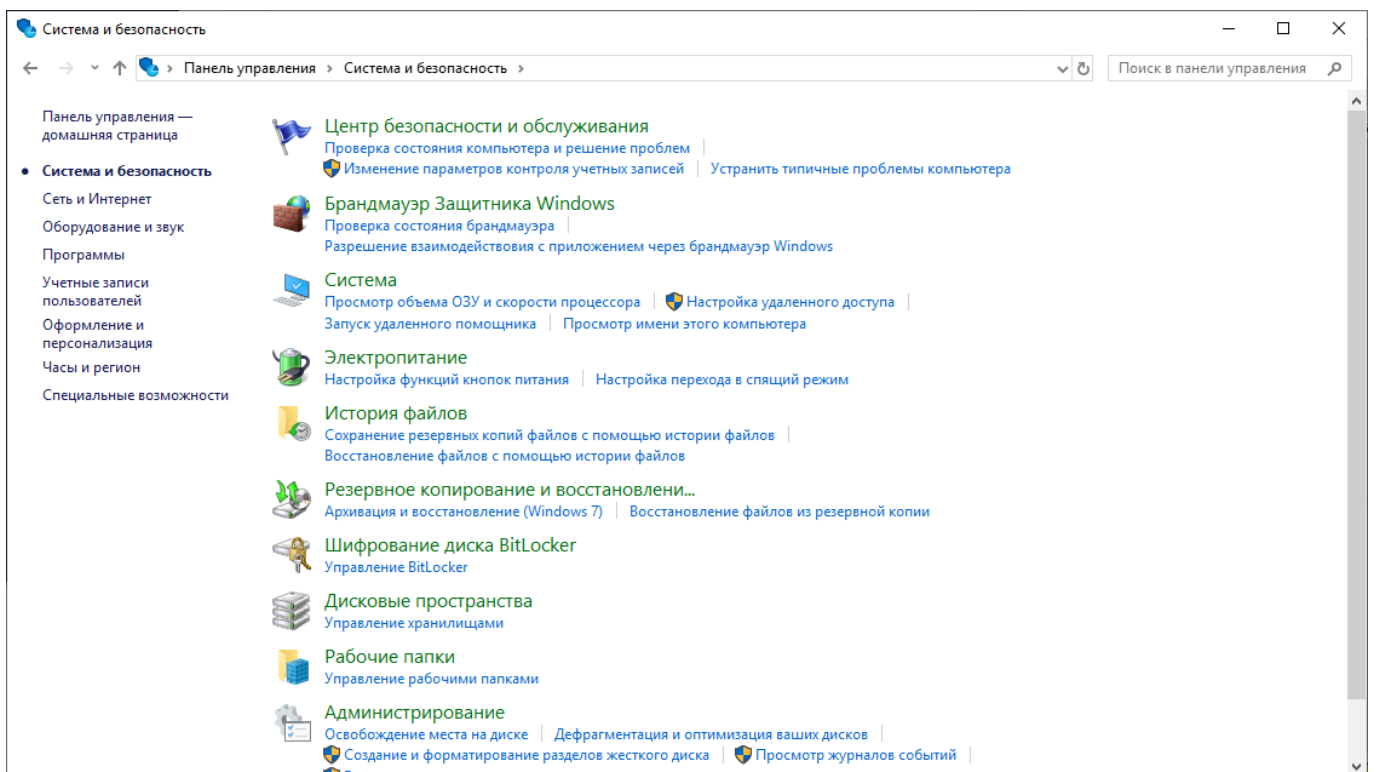 Система и безопасность
Панель управления > Система и безопасность >
Поиск в панели управления
Панель управления —
домашняя страница
Система и безопасность
Сеть и Интернет
Оборудование и звук
Программы
Учетные записи
пользователей
Оформление и
персонализация
Часы и регион
Специальные возможности
Центр безопасности и обслуживания
Проверка состояния компьютера и решение проблем
Изменение параметров контроля учетных записей
Устранить типичные проблемы компьютера
Брандмауэр Защитника Windows
Проверка состояния брандмауэра
Разрешение взаимодействовия с приложением через брандмауэр Windows
Система
Просмотр объема ОЗУ и скорости процессора
Настройка удаленного доступа
Запуск удаленного помощника
Просмотр имени этого компьютера
Электропитание
Настройка функций кнопок питания
Настройка перехода в спящий режим
История файлов
Сохранение резервных копий файлов с помощью истории файлов
Восстановление файлов с помощью истории файлов
Резервное копирование и восстановлени...
Архивация и восстановление (Windows 7)
Восстановление файлов из резервной копии
Шифрование диска BitLocker
Управление BitLocker
Дисковые пространства
Управление хранилищами
Рабочие папки
Управление рабочими папками
Администрирование
Освобождение места на диске
Дефрагментация и оптимизация ваших дисков
Создание и форматирование разделов жесткого диска
Просмотр журналов событий